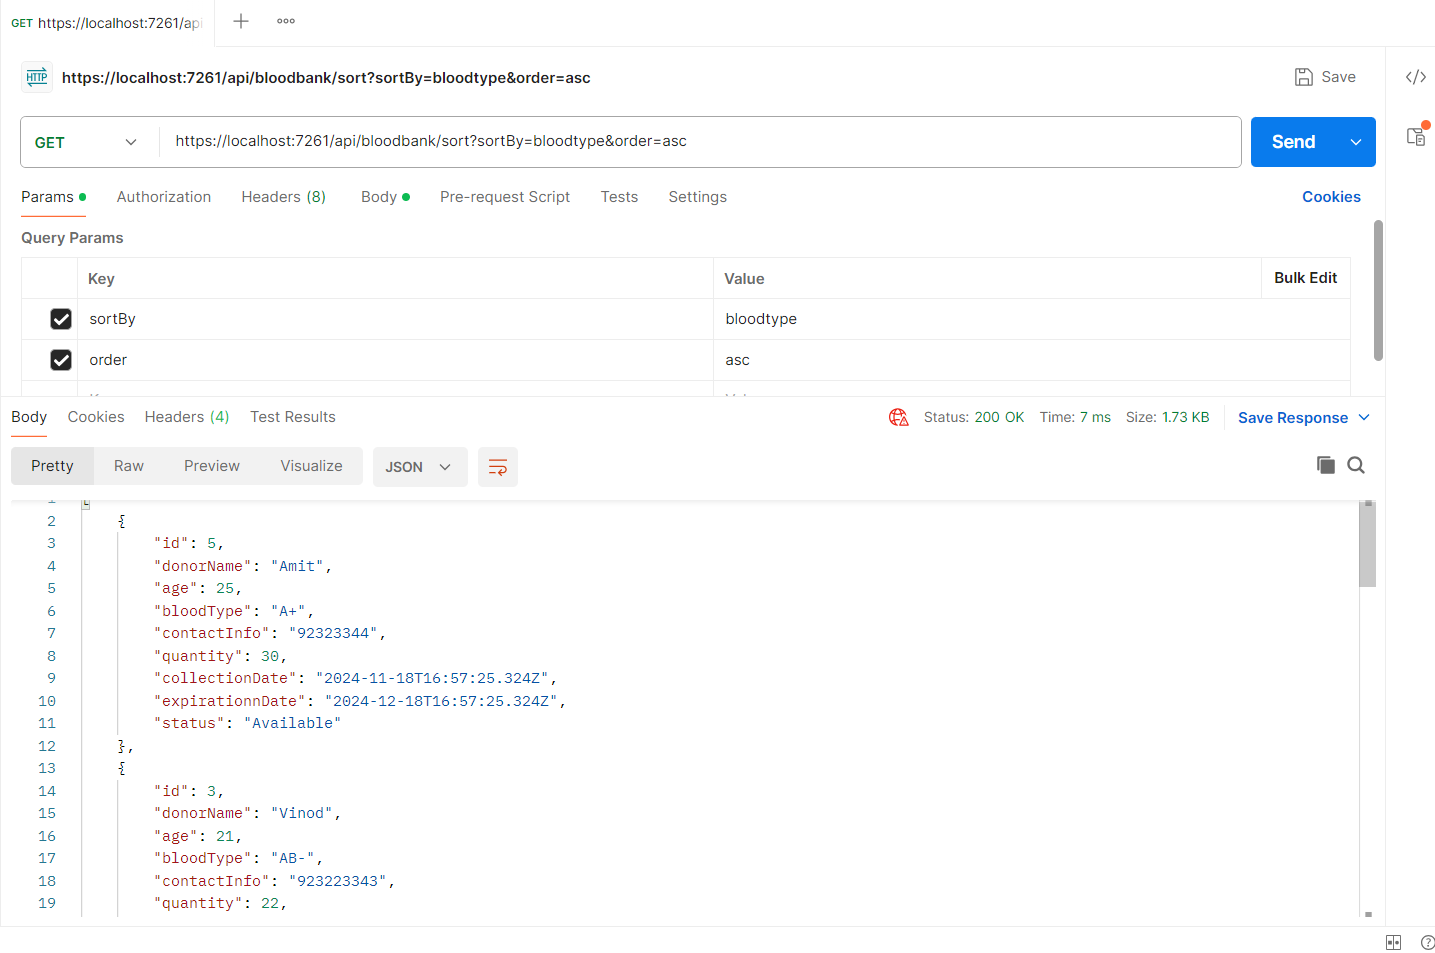 GET https://localhost:7261/api
HTTP https://localhost:7261/api/bloodbank/sort?sortBy=bloodtype&order=asc
Save
</>
GET
https://localhost:7261/api/bloodbank/sort?sortBy=bloodtype&order=asc
Send
Params Authorization Headers (8) Body Pre-request Script Tests Settings Cookies
Query Params
Key Value Bulk Edit
sortBy bloodtype
order asc
Body Cookies Headers (4) Test Results Status: 200 OK Time: 7 ms Size: 1.73 KB Save Response
Pretty Raw Preview Visualize JSON
1 [
2 {
3 "id": 5,
4 "donorName": "Amit",
5 "age": 25,
6 "bloodType": "A+",
7 "contactInfo": "92323344",
8 "quantity": 30,
9 "collectionDate": "2024-11-18T16:57:25.324Z",
10 "expirationnDate": "2024-12-18T16:57:25.324Z",
11 "status": "Available"
12 },
13 {
14 "id": 3,
15 "donorName": "Vinod",
16 "age": 21,
17 "bloodType": "AB-",
18 "contactInfo": "923223343",
19 "quantity": 22,